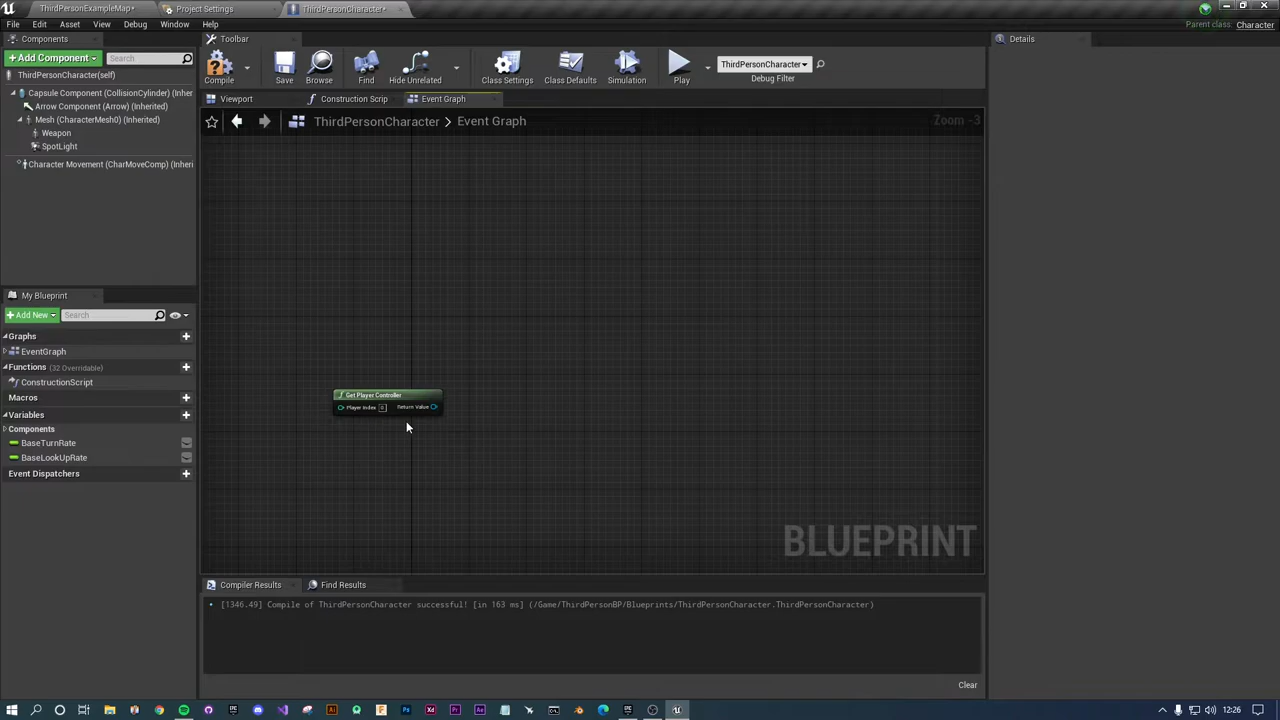 ThirdPersonExampleMap*
Project Settings
ThirdPersonCharacter*
File
Edit
Asset
View
Debug
Window
Help
Parent class: Character
Components
Toolbar
Details
+Add Component
Search
Compile
Save
Browse
Find
Hide Unrelated
Class Settings
Class Defaults
Simulation
Play
ThirdPersonCharacter
Debug Filter
ThirdPersonCharacter(self)
Capsule Component (CollisionCylinder) (Inher
Arrow Component (Arrow) (Inherited)
Mesh (CharacterMesh0) (Inherited)
Weapon
SpotLight
Character Movement (CharMoveComp) (Inheri
Viewport
Construction Scrip
Event Graph
ThirdPersonCharacter > Event Graph
Zoom -3
My Blueprint
+Add New
Search
Graphs
EventGraph
Functions (32 Overridable)
ConstructionScript
Macros
Variables
Components
BaseTurnRate
BaseLookUpRate
Event Dispatchers
f Get Player Controller
Player Index 0
Return Value
BLUEPRINT
Compiler Results
Find Results
[1346.49] Compile of ThirdPersonCharacter successful! [in 163 ms] (/Game/ThirdPersonBP/Blueprints/ThirdPersonCharacter.ThirdPersonCharacter)
Clear
12:26